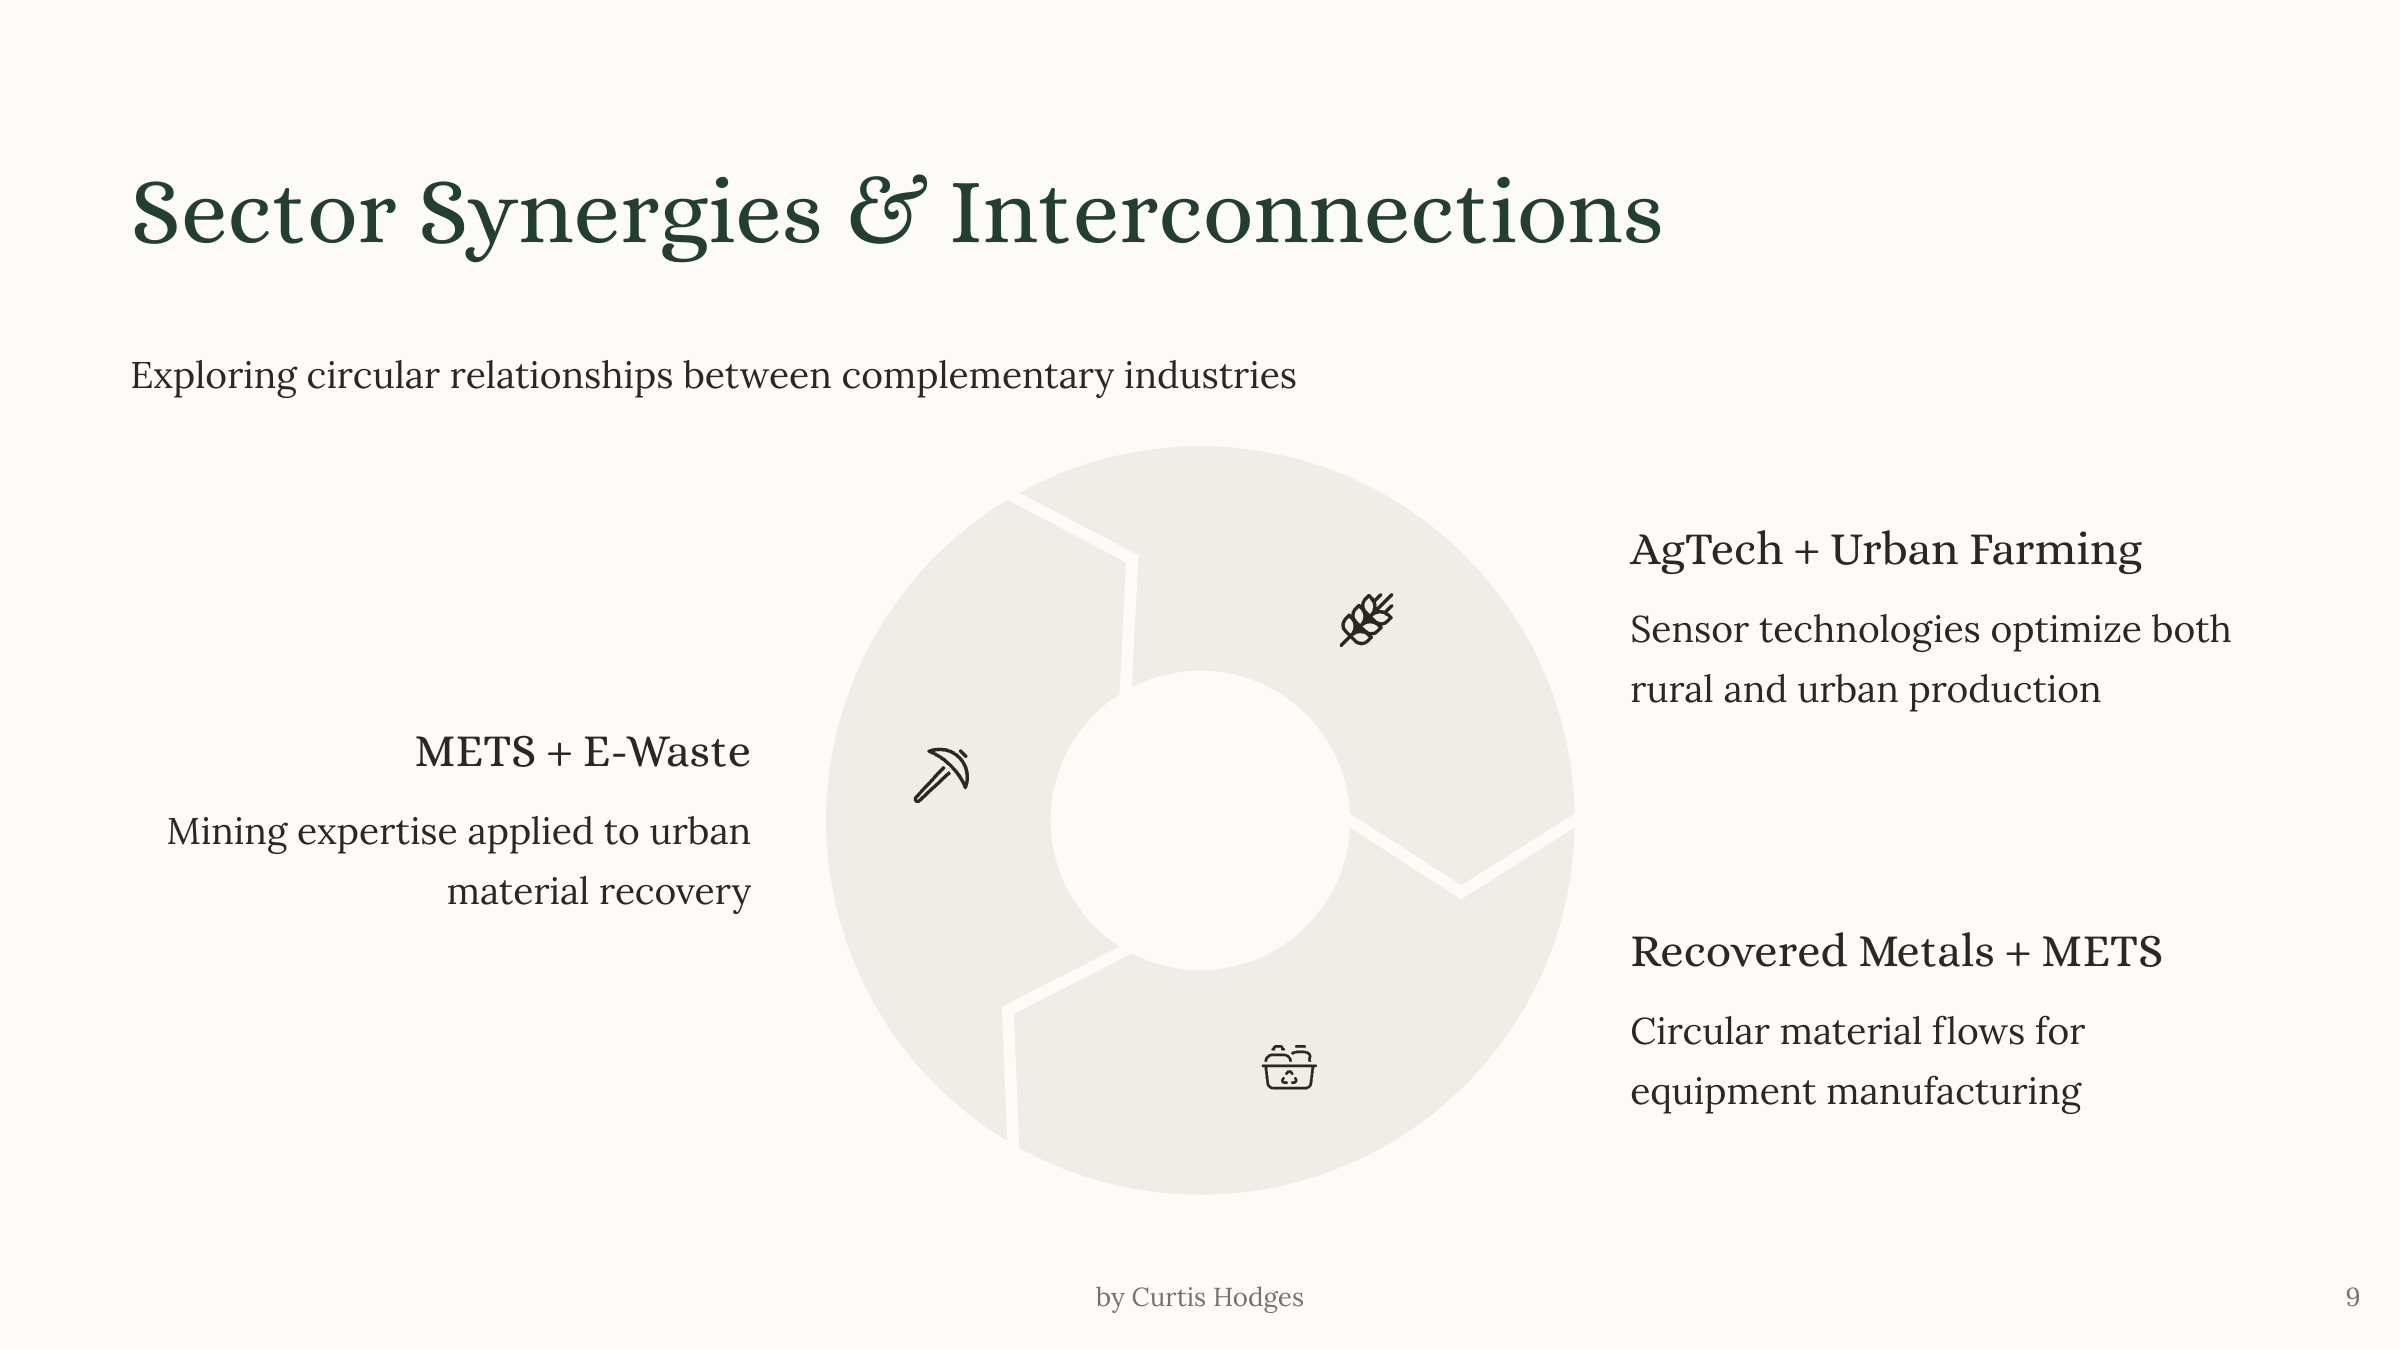 Sector Synergies & Interconnections
Exploring circular relationships between complementary industries
AgTech + Urban Farming
Sensor technologies optimize both
rural and urban production
METS + E-Waste
Mining expertise applied to urban
material recovery
Recovered Metals + METS
Circular material flows for
equipment manufacturing
by Curtis Hodges
9